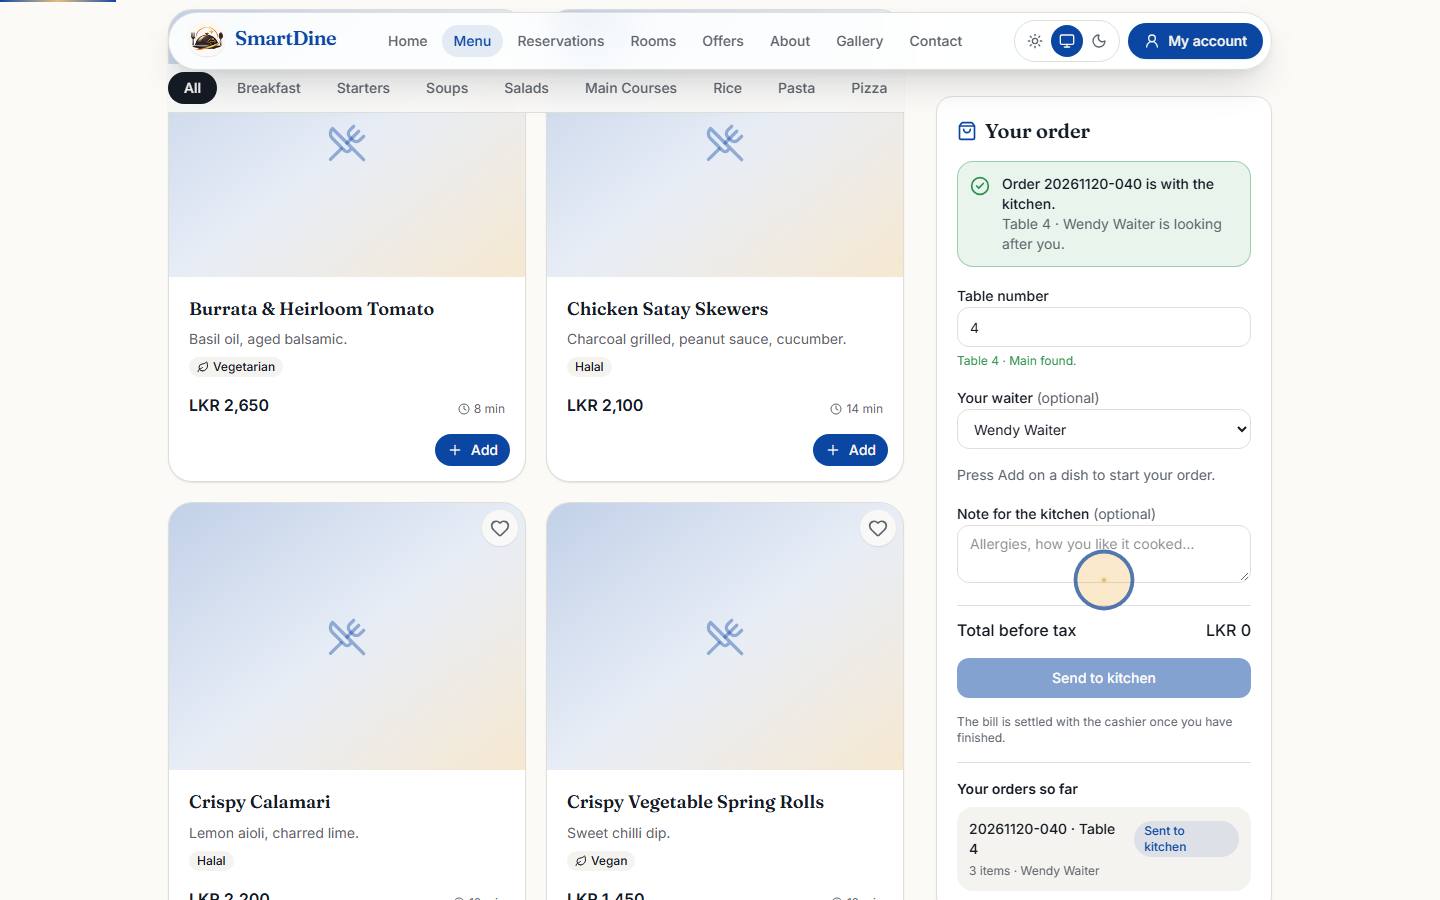 SmartDine
Home
Menu
Reservations
Rooms
Offers
About
Gallery
Contact
My account
All
Breakfast
Starters
Soups
Salads
Main Courses
Rice
Pasta
Pizza
Burrata & Heirloom Tomato
Basil oil, aged balsamic.
Vegetarian
LKR 2,650
8 min
Add
Chicken Satay Skewers
Charcoal grilled, peanut sauce, cucumber.
Halal
LKR 2,100
14 min
Add
Crispy Calamari
Lemon aioli, charred lime.
Halal
LKR 2,200
Crispy Vegetable Spring Rolls
Sweet chilli dip.
Vegan
LKR 1,450
Your order
Order 20261120-040 is with the
kitchen.
Table 4 · Wendy Waiter is looking
after you.
Table number
4
Table 4 · Main found.
Your waiter (optional)
Wendy Waiter
Press Add on a dish to start your order.
Note for the kitchen (optional)
Allergies, how you like it cooked...
Total before tax
LKR 0
Send to kitchen
The bill is settled with the cashier once you have
finished.
Your orders so far
20261120-040 · Table
4
Sent to
kitchen
3 items · Wendy Waiter